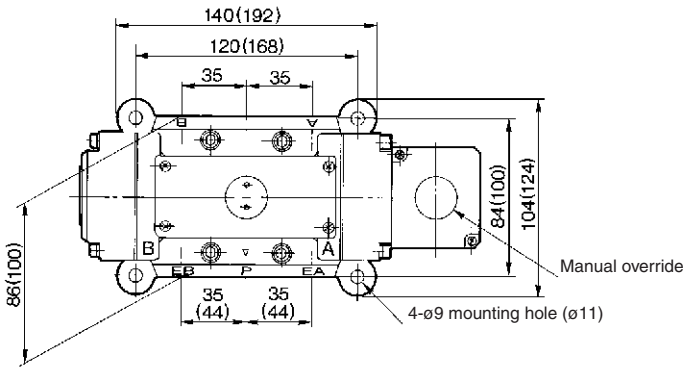 140(192)
120(168)
35 35
B A
84(100)
104(124)
86(100)
B A
EB P EA
35 35
(44) (44)
Manual override
4-ø9 mounting hole (ø11)